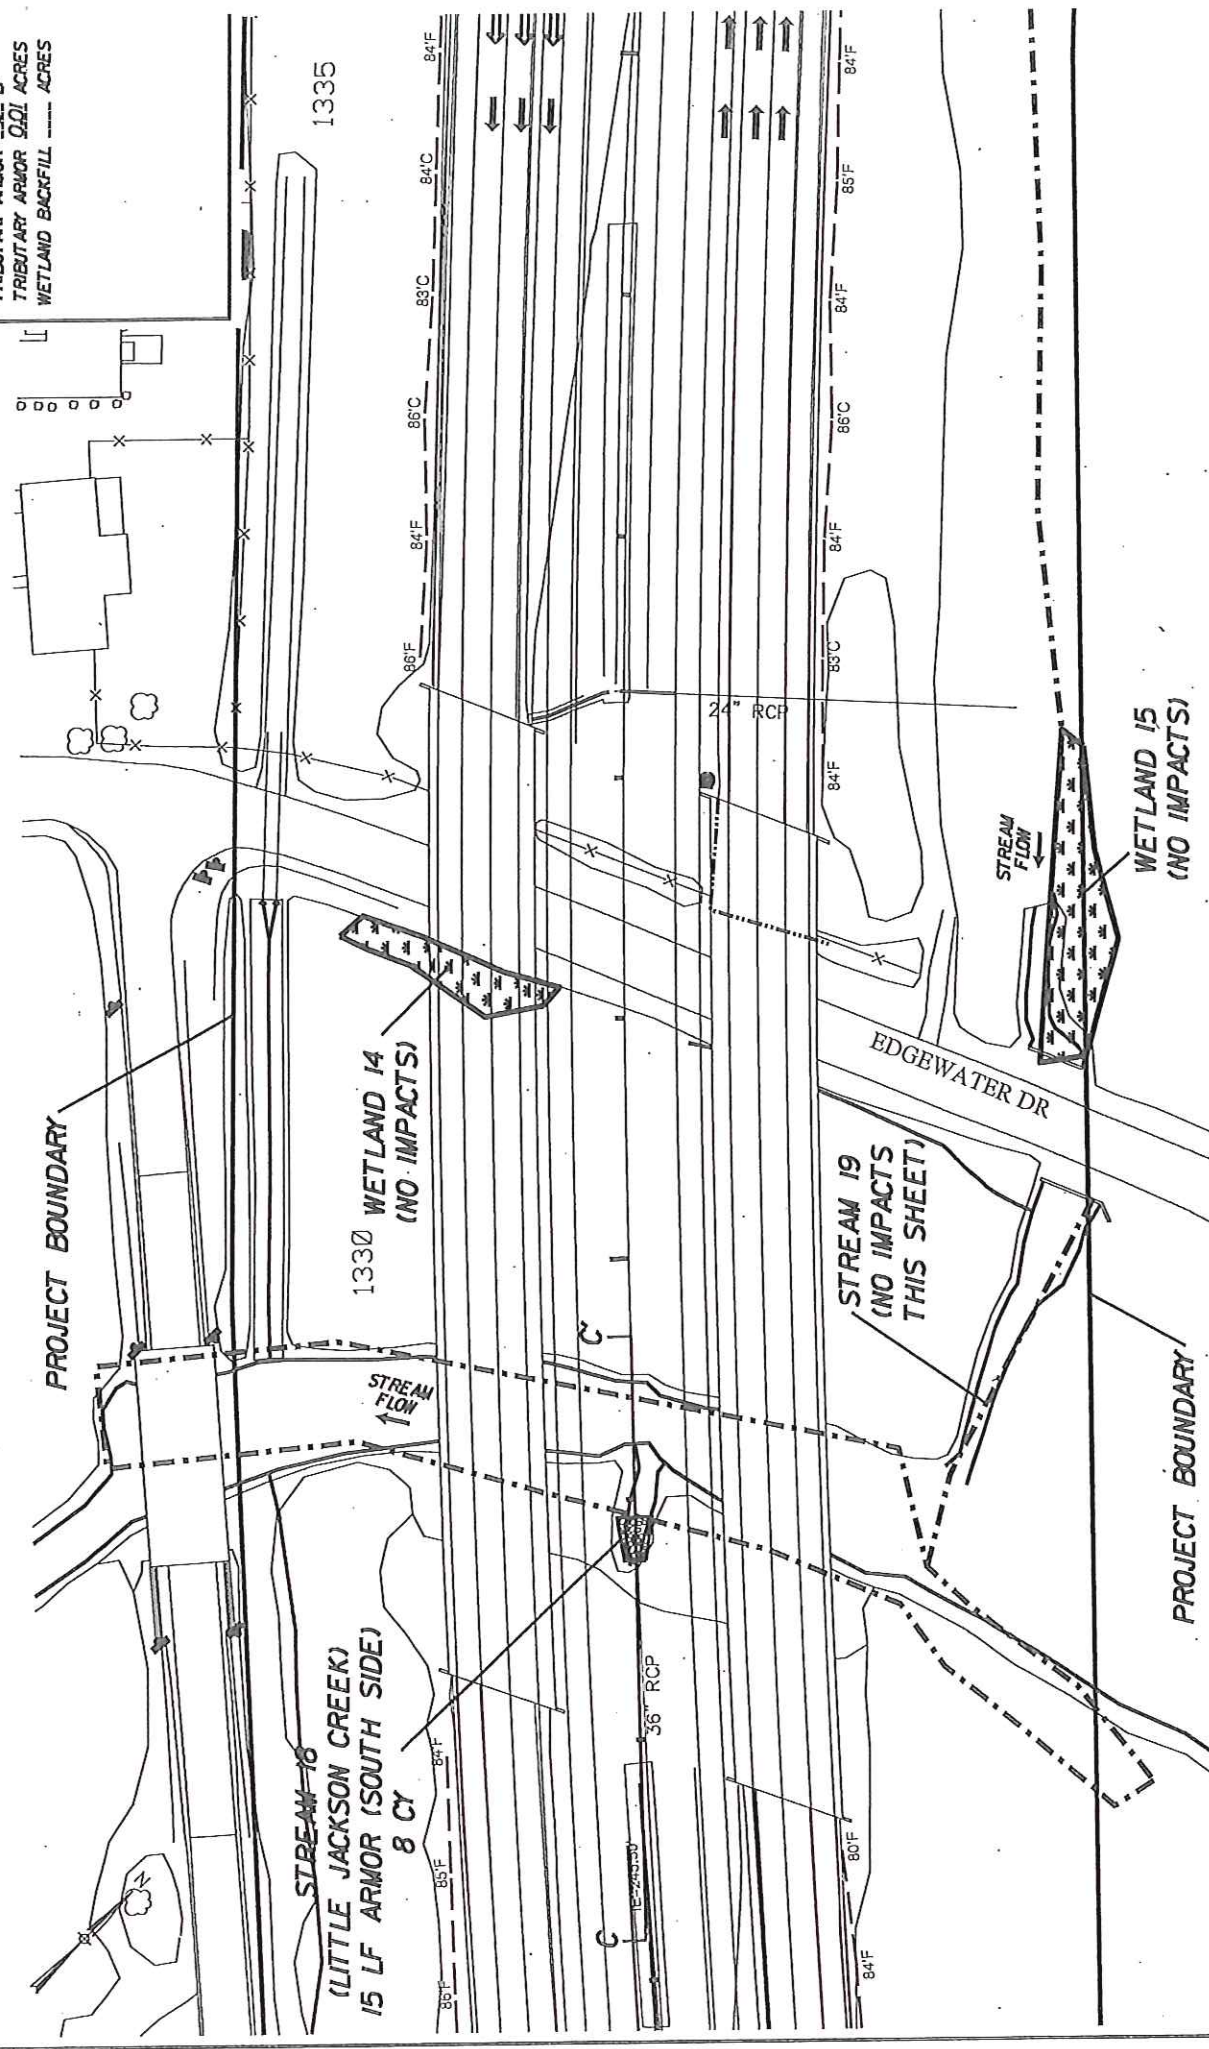 TRIBUTARY ARMOR 0.01 ACRES
WETLAND BACKFILL ---- ACRES
1335
PROJECT BOUNDARY
1330
WETLAND 14
(NO IMPACTS)
STREAM
FLOW
STREAM 18
(LITTLE JACKSON CREEK)
15 LF ARMOR (SOUTH SIDE)
8 CY
N
86'F
85'F
84'F
86'F
84'F
86'C
83'C
84'C
84'F
C
C
36" RCP
24" RCP
84'F
80'F
84'F
83'C
84'F
86'C
84'F
85'F
84'F
STREAM 19
(NO IMPACTS
THIS SHEET)
EDGEWATER DR
STREAM
FLOW
WETLAND 15
(NO IMPACTS)
PROJECT BOUNDARY